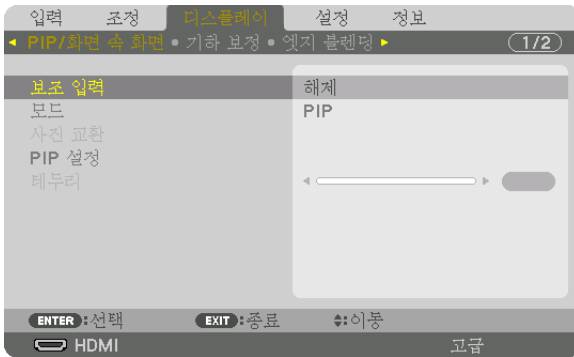 입력 조정 디스플레이 설정 정보
PIP/화면 속 화면 • 기하 보정 • 엣지 블렌딩 1/2
보조 입력 해제
모드 PIP
사진 교환
PIP 설정
테두리
ENTER :선택 EXIT :종료 :이동
HDMI 고급